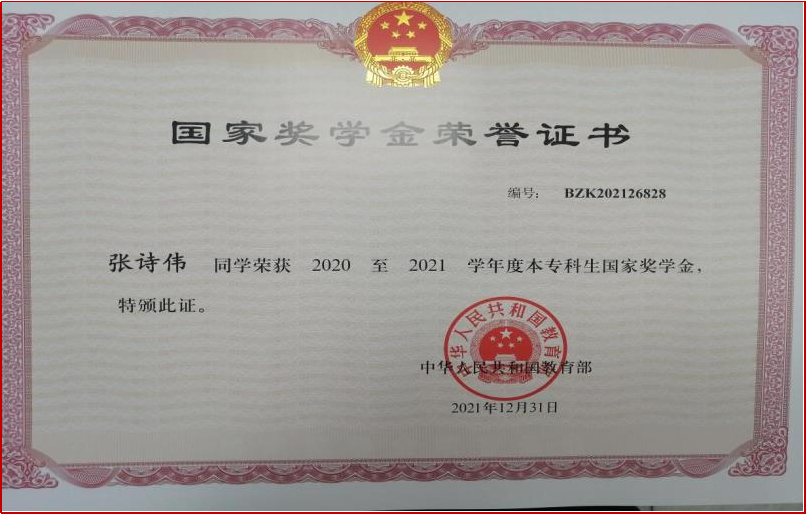 国家奖学金荣誉证书
编号： BZK202126828
张诗伟 同学荣获 2020 至 2021 学年度本专科生国家奖学金，
特颁此证。
中华人民共和国教育部
中华人民共和国教育部
2021年12月31日